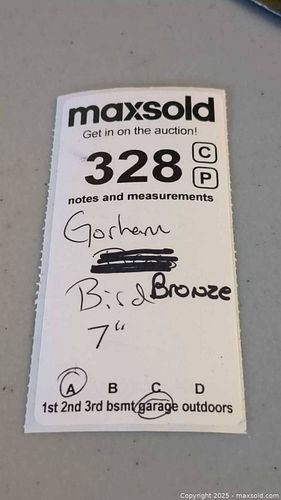 maxsold
Get in on the auction!
328 C
P
notes and measurements
Gorham
Bird Bronze
7"
A B C D
1st 2nd 3rd bsmt garage outdoors
Copyright © 2025 - maxsold.com